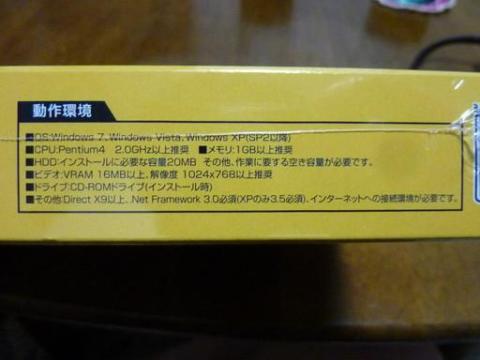 動作環境
■OS:Windows 7、Windows Vista、Windows XP(SP2以降)
■CPU:Pentium4 2.0GHz以上推奨 ■メモリ:1GB以上推奨
■HDD:インストールに必要な容量20MB その他、作業に要する空き容量が必要です。
■ビデオ:VRAM 16MB以上、解像度 1024x768以上推奨
■ドライブ:CD-ROMドライブ(インストール時)
■その他:Direct X9以上、.Net Framework 3.0必須(XPのみ3.5必須)、インターネットへの接続環境が必要です。